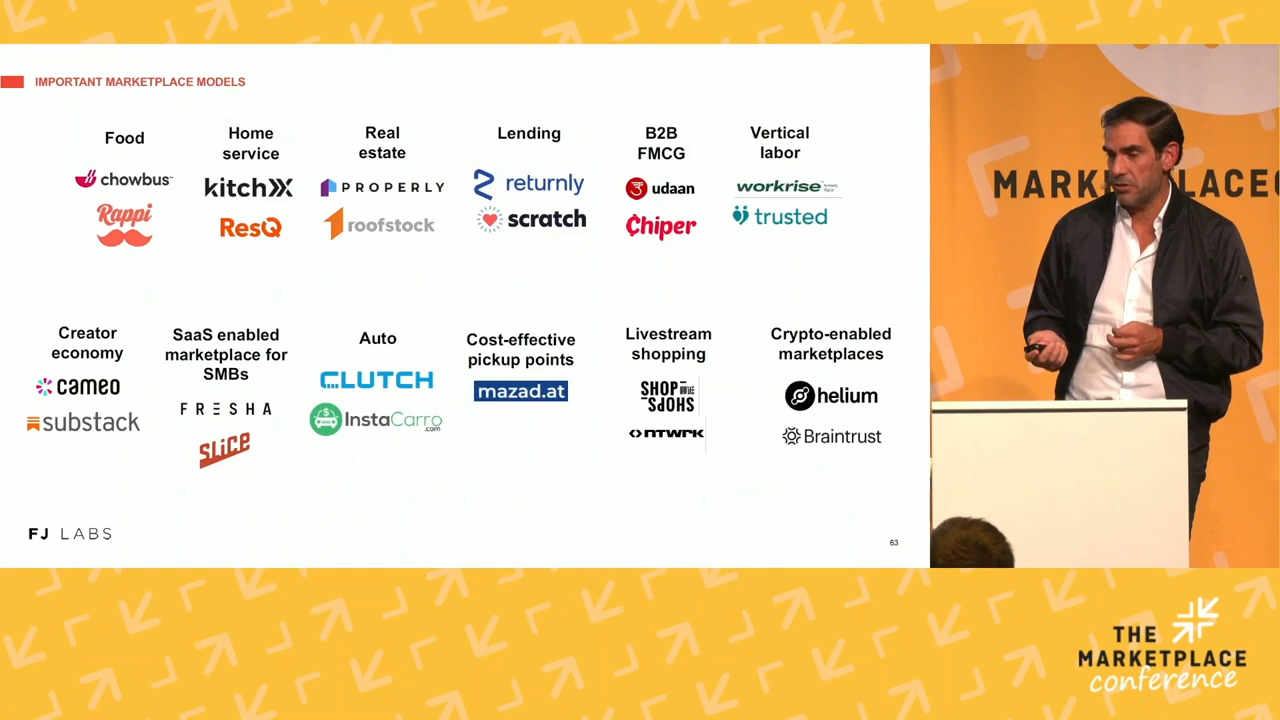 IMPORTANT MARKETPLACE MODELS
Food
Home
service
Real
estate
Lending
B2B
FMCG
Vertical
labor
chowbus
Rappi
kitchX
ResQ
PROPERLY
roofstock
returnly
scratch
udaan
Chiper
workrise
trusted
Creator
economy
SaaS enabled
marketplace for
SMBs
Auto
Cost-effective
pickup points
Livestream
shopping
Crypto-enabled
marketplaces
cameo
substack
FRESHA
SLICE
CLUTCH
InstaCarro
.com
mazad.at
SHOP
SHOPS
NTWRK
helium
Braintrust
FJ LABS
63
MARK PLACE
THE
MARKETPLACE
conference